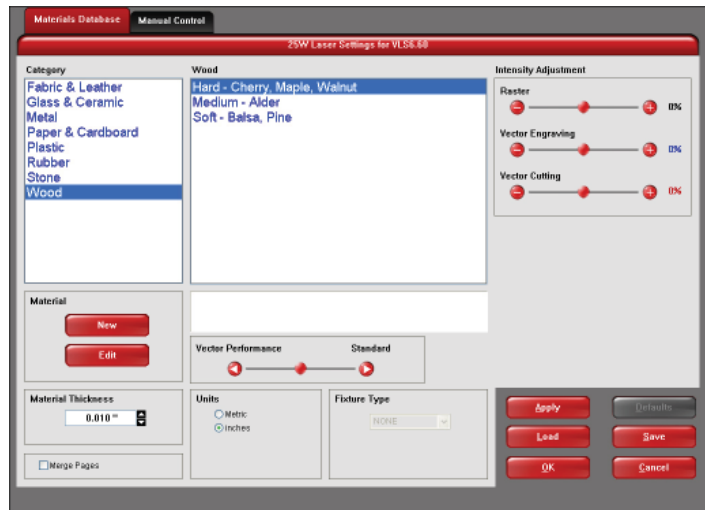 Materials Database
Manual Control
25W Laser Settings for VLS6.60
Category
Fabric & Leather
Glass & Ceramic
Metal
Paper & Cardboard
Plastic
Rubber
Stone
Wood
Wood
Hard - Cherry, Maple, Walnut
Medium - Alder
Soft - Balsa, Pine
Intensity Adjustment
Raster
0%
Vector Engraving
0%
Vector Cutting
0%
Material
New
Edit
Vector Performance Standard
Material Thickness
0.010 "
Units
Metric
Inches
Fixture Type
NONE
Merge Pages
Apply
Defaults
Load
Save
OK
Cancel